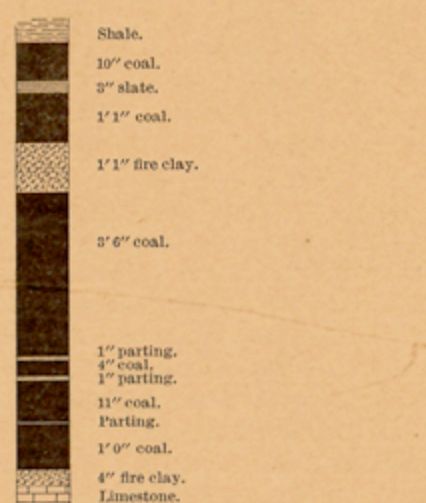 Shale.
10″ coal.
3″ slate.
1′ 1″ coal.
1′ 1″ fire clay.
3′ 6″ coal.
1″ parting.
4″ coal.
1″ parting.
11″ coal.
Parting.
1′ 0″ coal.
4″ fire clay.
Limestone.